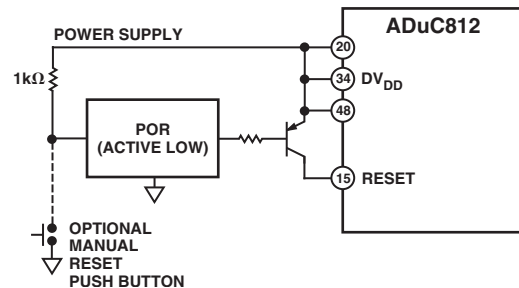 ADuC812
POWER SUPPLY
20
1kΩ
34 DVDD
POR
(ACTIVE LOW)
48
15 RESET
OPTIONAL
MANUAL
RESET
PUSH BUTTON